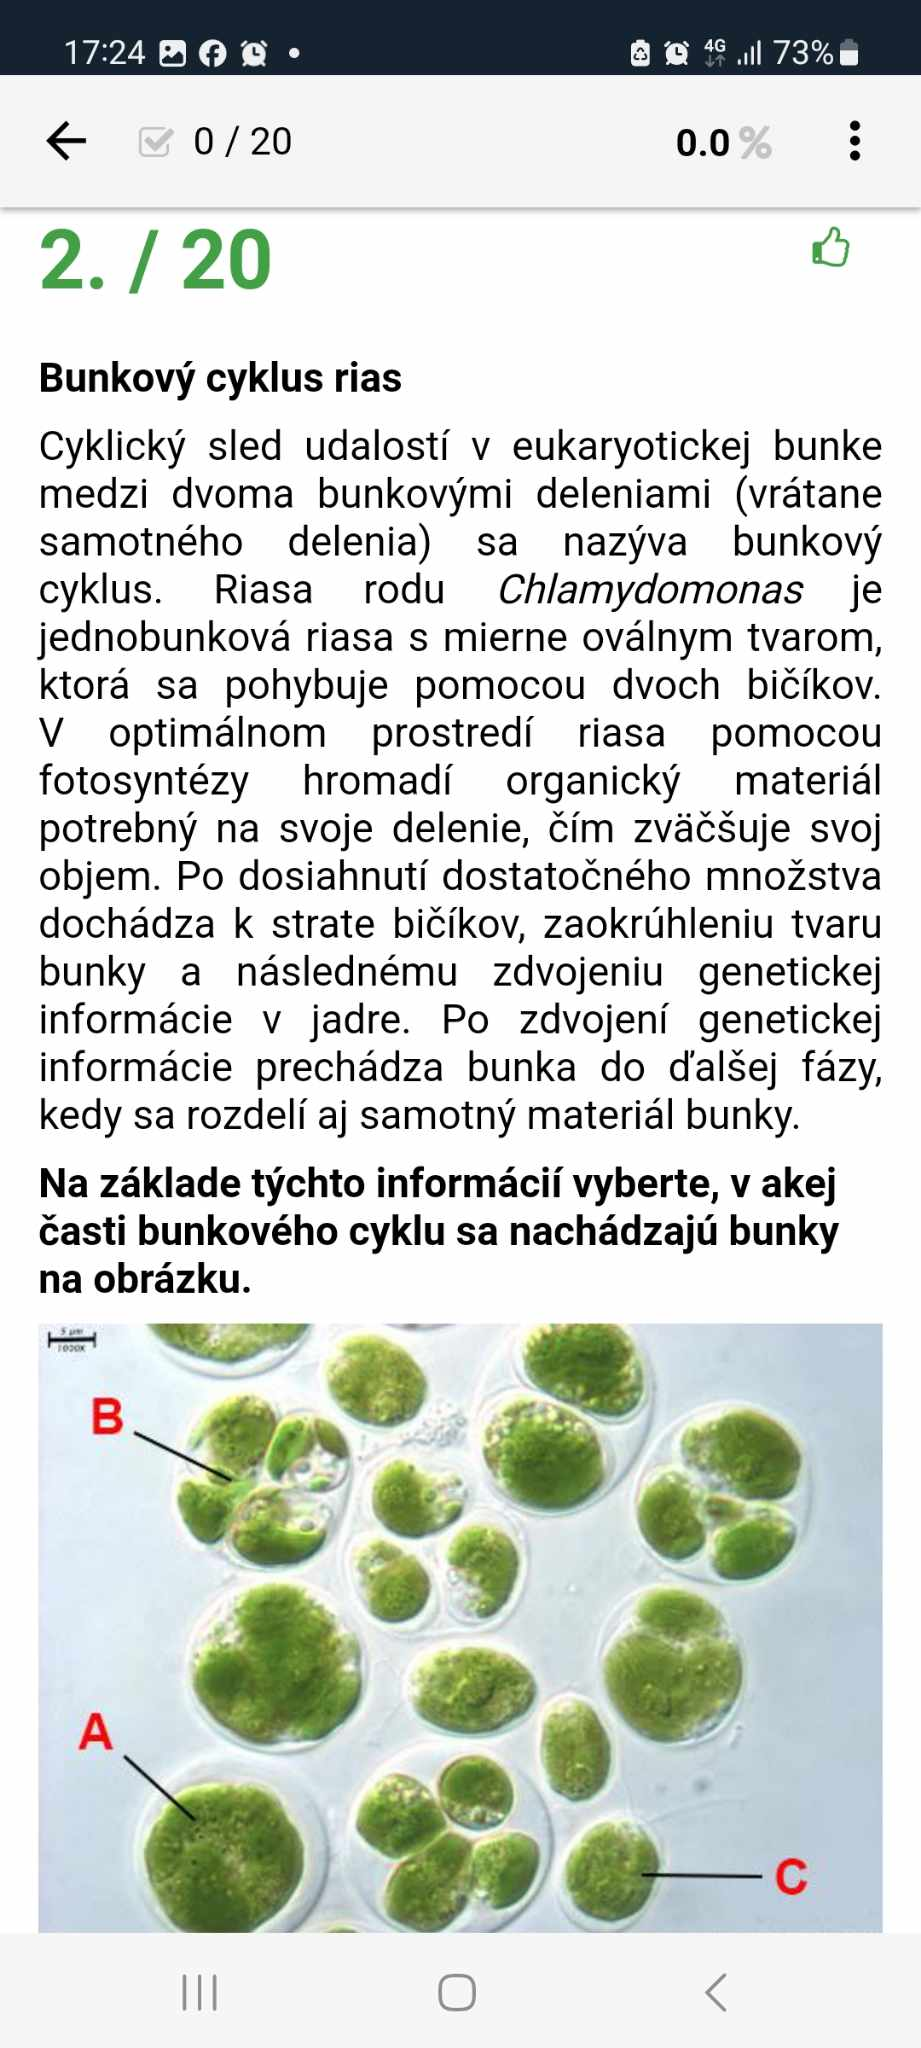 17:24
4G
73%
0 / 20
0.0 %
2. / 20
Bunkový cyklus rias
Cyklický sled udalostí v eukaryotickej bunke
medzi dvoma bunkovými deleniami (vrátane
samotného delenia) sa nazýva bunkový
cyklus. Riasa rodu Chlamydomonas je
jednobunková riasa s mierne oválnym tvarom,
ktorá sa pohybuje pomocou dvoch bičíkov.
V optimálnom prostredí riasa pomocou
fotosyntézy hromadí organický materiál
potrebný na svoje delenie, čím zväčšuje svoj
objem. Po dosiahnutí dostatočného množstva
dochádza k strate bičíkov, zaokrúhleniu tvaru
bunky a následnému zdvojeniu genetickej
informácie v jadre. Po zdvojení genetickej
informácie prechádza bunka do ďalšej fázy,
kedy sa rozdelí aj samotný materiál bunky.
Na základe týchto informácií vyberte, v akej
časti bunkového cyklu sa nachádzajú bunky
na obrázku.
5 µm
1000X
B
A
C